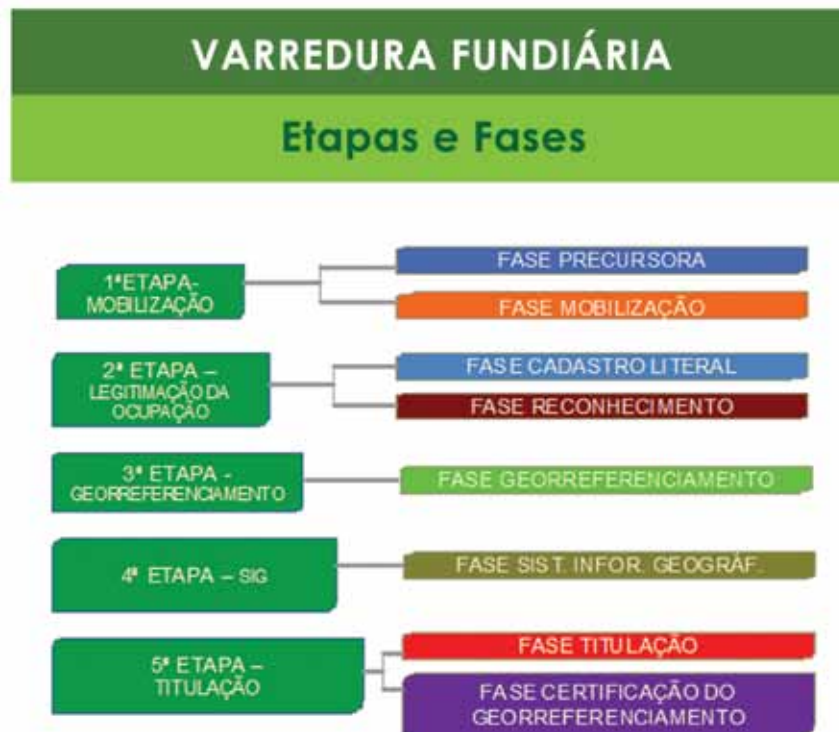 VARREDURA FUNDIÁRIA
Etapas e Fases
1ªETAPA-
MOBILIZAÇÃO
FASE PRECURSORA
FASE MOBILIZAÇÃO
2ª ETAPA –
LEGITIMAÇÃO DA
OCUPAÇÃO
FASE CADASTRO LITERAL
FASE RECONHECIMENTO
3ª ETAPA -
GEORREFERENCIAMENTO
FASE GEORREFERENCIAMENTO
4ª ETAPA – SIG
FASE SIST. INFOR. GEOGRÁF.
5ª ETAPA –
TITULAÇÃO
FASE TITULAÇÃO
FASE CERTIFICAÇÃO DO
GEORREFERENCIAMENTO